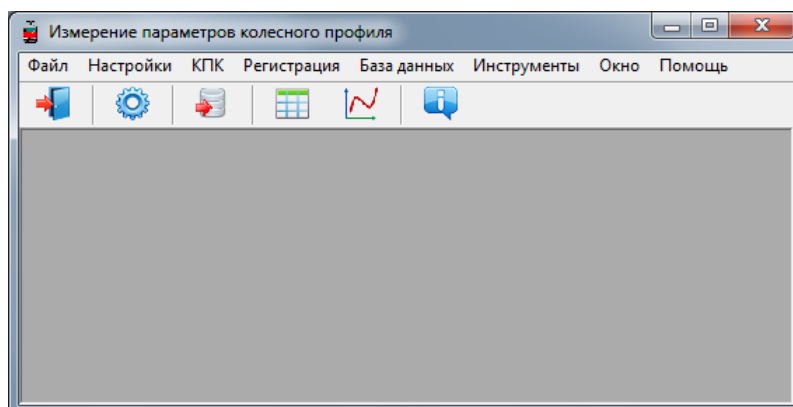 Измерение параметров колесного профиля
Файл Настройки КПК Регистрация База данных Инструменты Окно Помощь